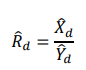 R̂_d = X̂_d / Ŷ_d